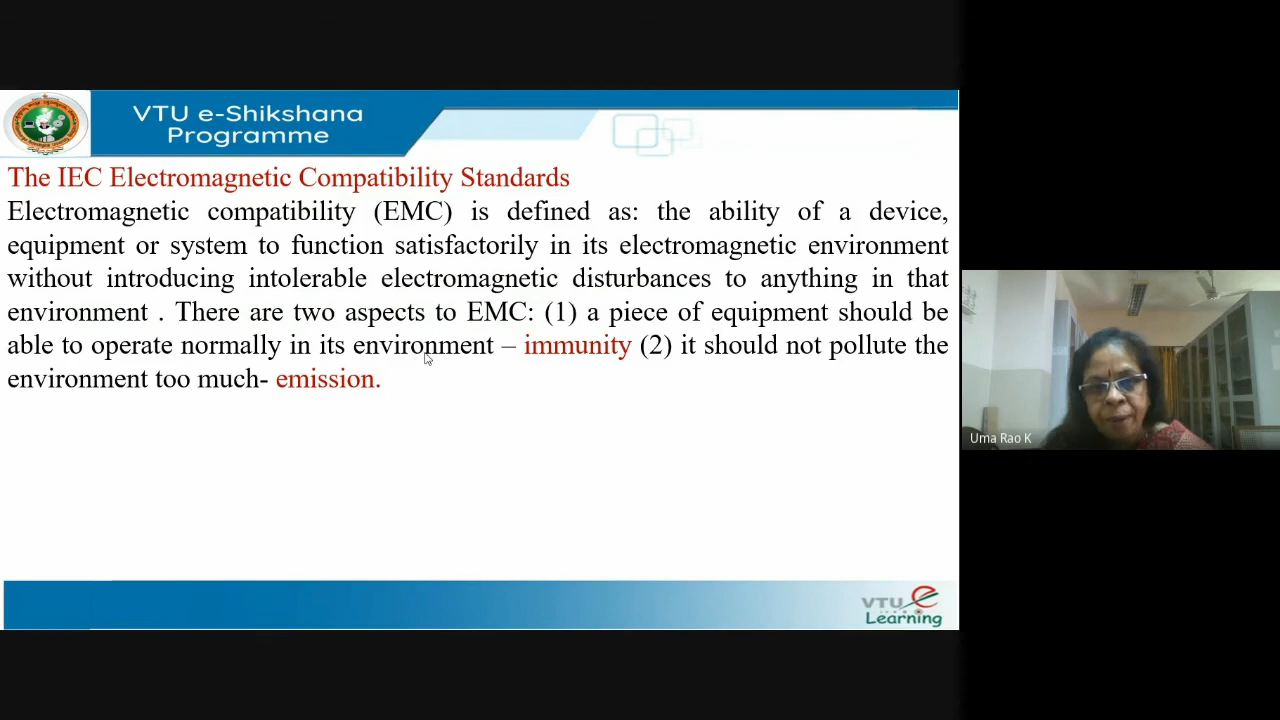 VTU e-Shikshana
Programme
The IEC Electromagnetic Compatibility Standards
Electromagnetic compatibility (EMC) is defined as: the ability of a device,
equipment or system to function satisfactorily in its electromagnetic environment
without introducing intolerable electromagnetic disturbances to anything in that
environment . There are two aspects to EMC: (1) a piece of equipment should be
able to operate normally in its environment – immunity (2) it should not pollute the
environment too much- emission.
Uma Rao K
VTU e
Learning